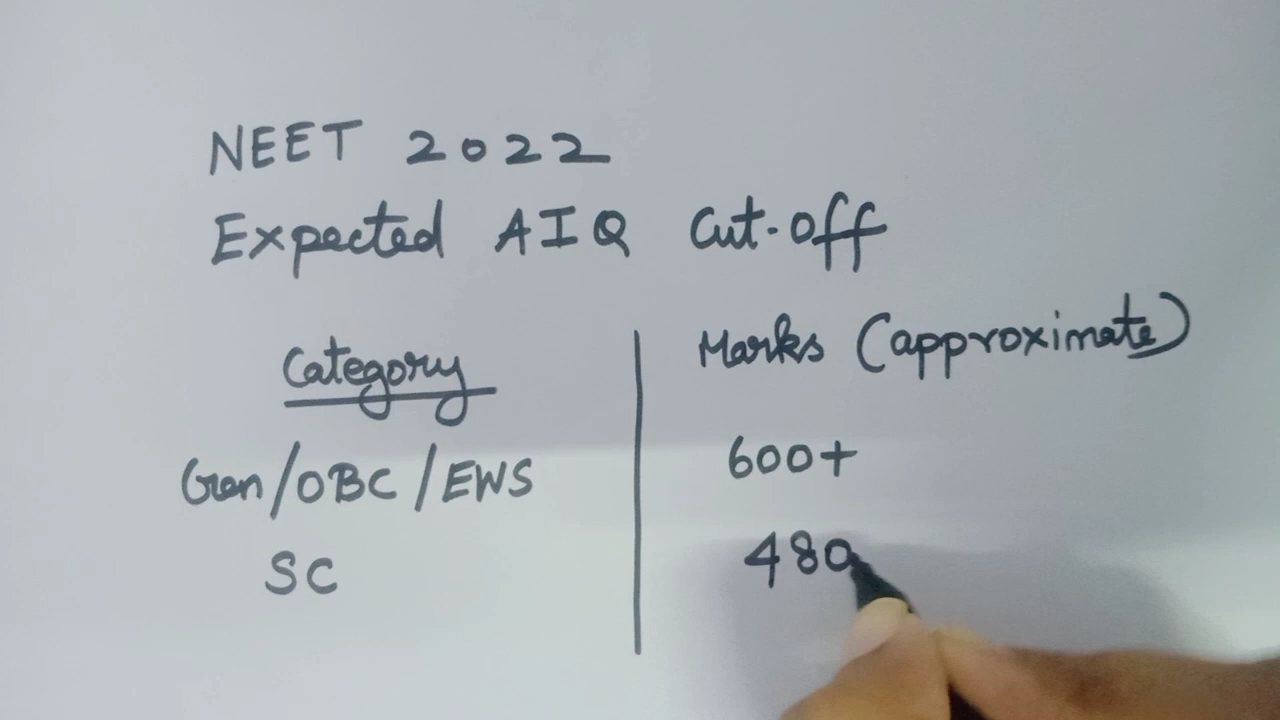 NEET 2022
Expected AIQ Cut-off
Category
Marks (approximate)
Gen/OBC/EWS
600+
SC
480